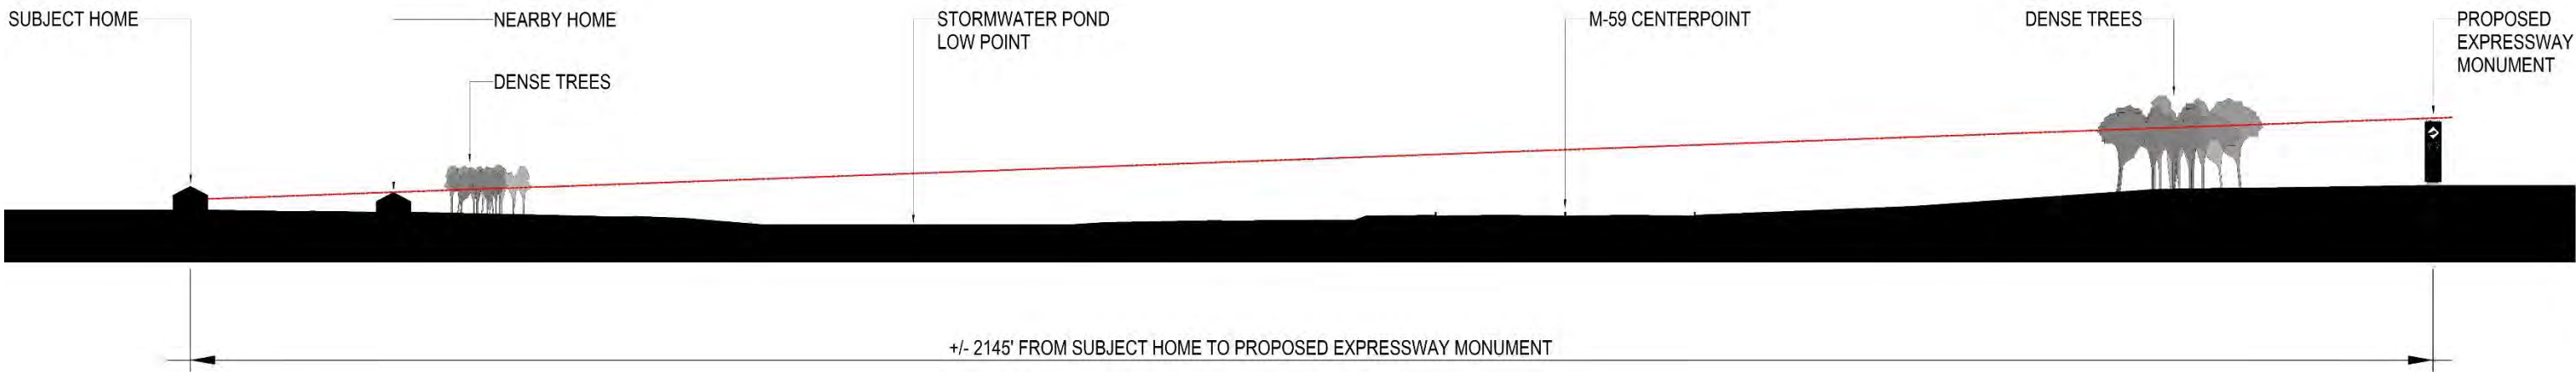 SUBJECT HOME
NEARBY HOME
DENSE TREES
STORMWATER POND
LOW POINT
M-59 CENTERPOINT
DENSE TREES
PROPOSED
EXPRESSWAY
MONUMENT
+/- 2145' FROM SUBJECT HOME TO PROPOSED EXPRESSWAY MONUMENT